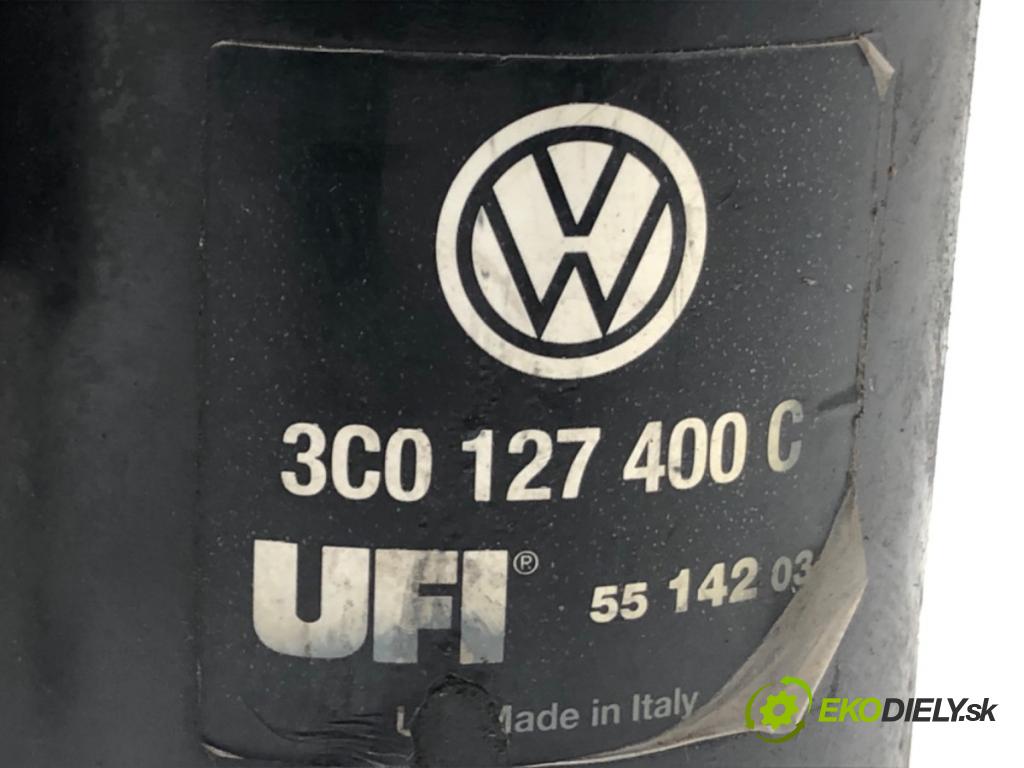 3C0 127 400 C
UFI®
55 142 03
Made in Italy
EKODIELY.sk